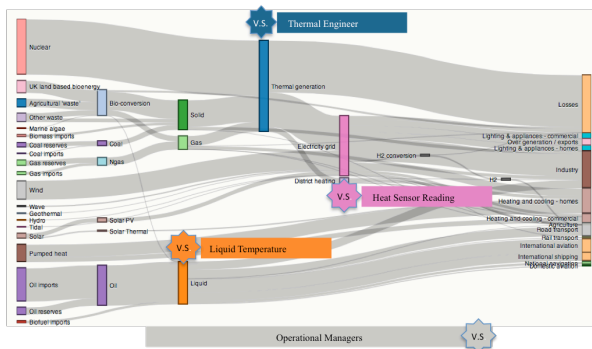 V.S. Thermal Engineer
Nuclear
UK land based bioenergy
Agricultural 'waste'
Other waste
Marine algae
Biomass imports
Coal reserves
Coal imports
Gas reserves
Gas imports
Wind
Wave
Geothermal
Hydro
Tidal
Solar
Pumped heat
Oil imports
Oil reserves
Biofuel imports
Bio-conversion
Coal
Ngas
Solar PV
Solar Thermal
Oil
Solid
Gas
V.S Liquid Temperature
Liquid
Thermal generation
Electricity grid
District heating
V.S Heat Sensor Reading
H2 conversion
H2
Losses
Lighting & appliances - commercial
Over generation / exports
Lighting & appliances - homes
Industry
Heating and cooling - homes
Heating and cooling - commercial
Agriculture
Road transport
Rail transport
International aviation
International shipping
National navigation
Domestic aviation
Operational Managers V.S